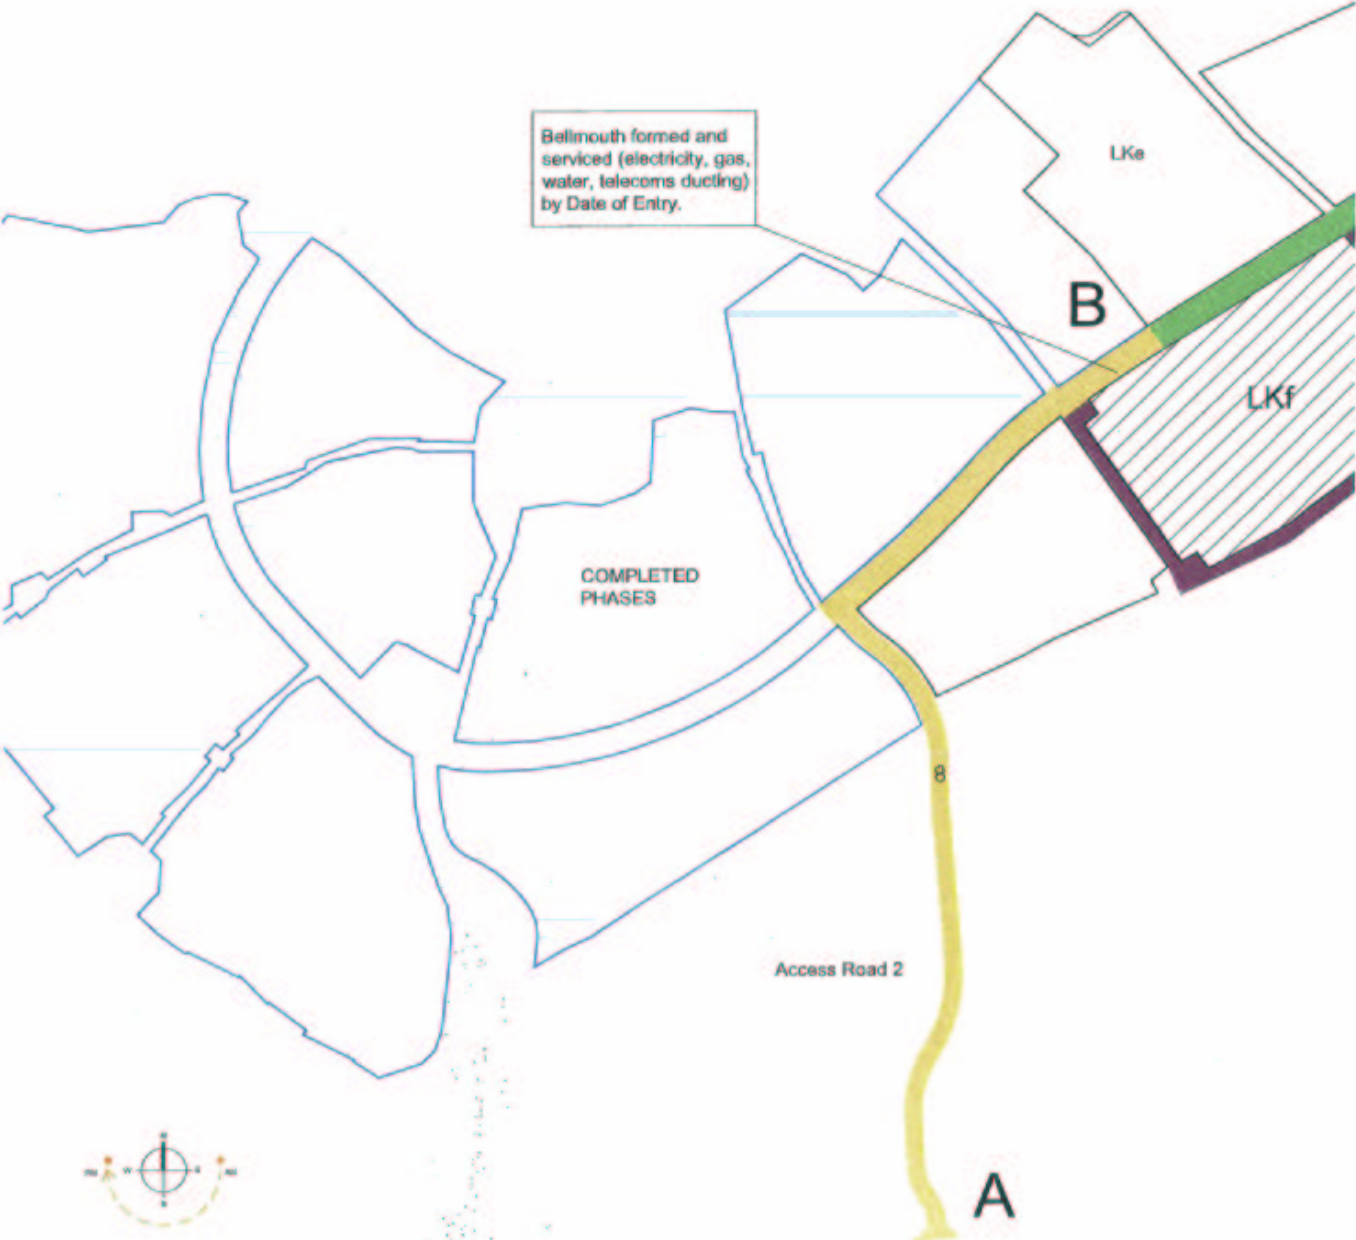 Bellmouth formed and
serviced (electricity, gas,
water, telecoms ducting)
by Date of Entry.
LKe
B
LKf
COMPLETED
PHASES
8
Access Road 2
A